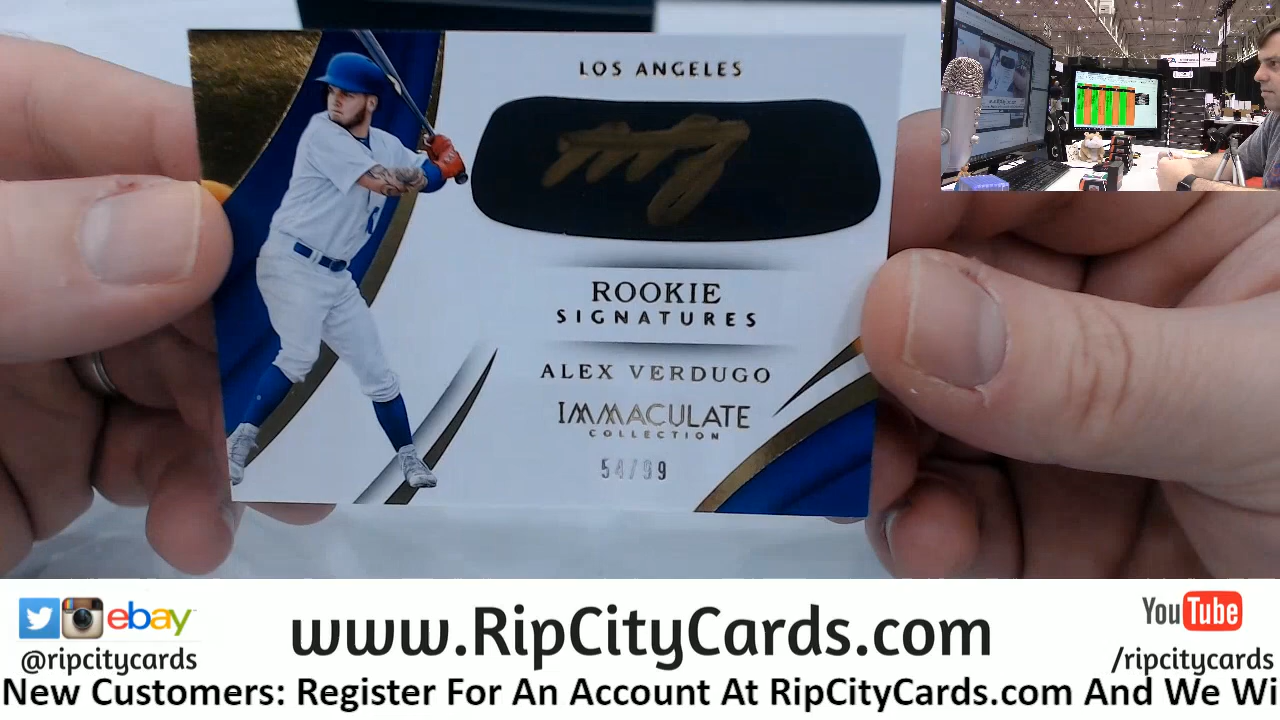 LOS ANGELES
ROOKIE
SIGNATURES
ALEX VERDUGO
IMMACULATE
COLLECTION
54/99
ebay
@ripcitycards
www.RipCityCards.com
YouTube
/ripcitycards
New Customers: Register For An Account At RipCityCards.com And We Wi